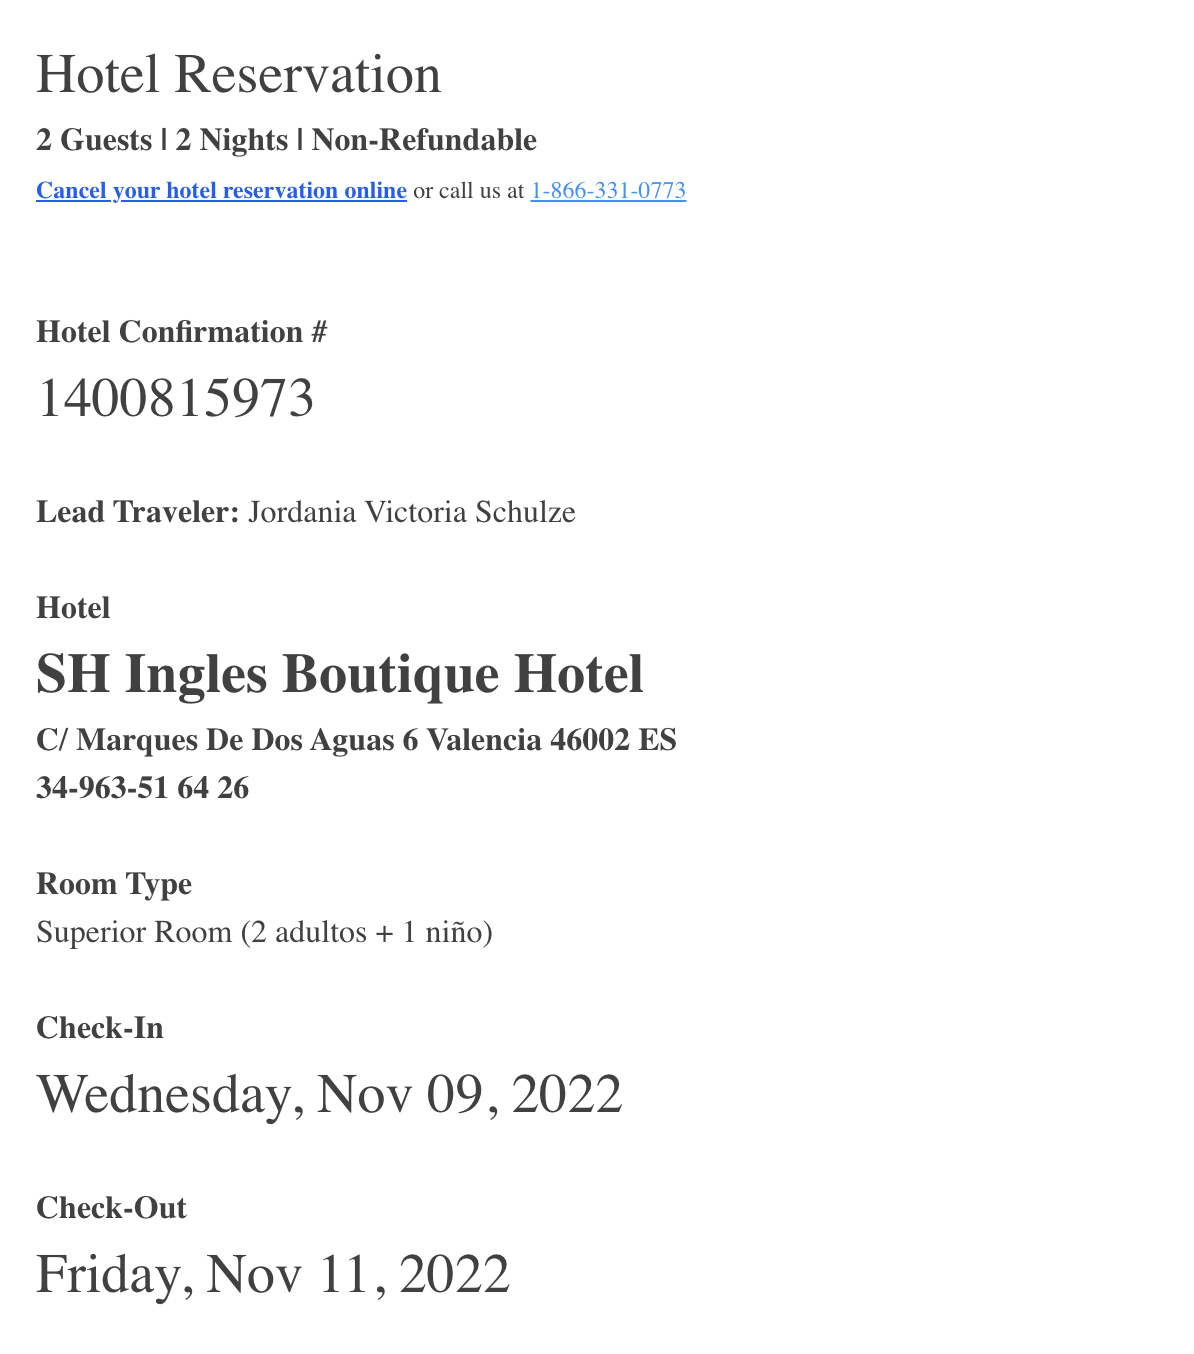 Hotel Reservation
2 Guests | 2 Nights | Non-Refundable
Cancel your hotel reservation online or call us at 1-866-331-0773
Hotel Confirmation #
1400815973
Lead Traveler: Jordania Victoria Schulze
Hotel
SH Ingles Boutique Hotel
C/ Marques De Dos Aguas 6 Valencia 46002 ES
34-963-51 64 26
Room Type
Superior Room (2 adultos + 1 niño)
Check-In
Wednesday, Nov 09, 2022
Check-Out
Friday, Nov 11, 2022